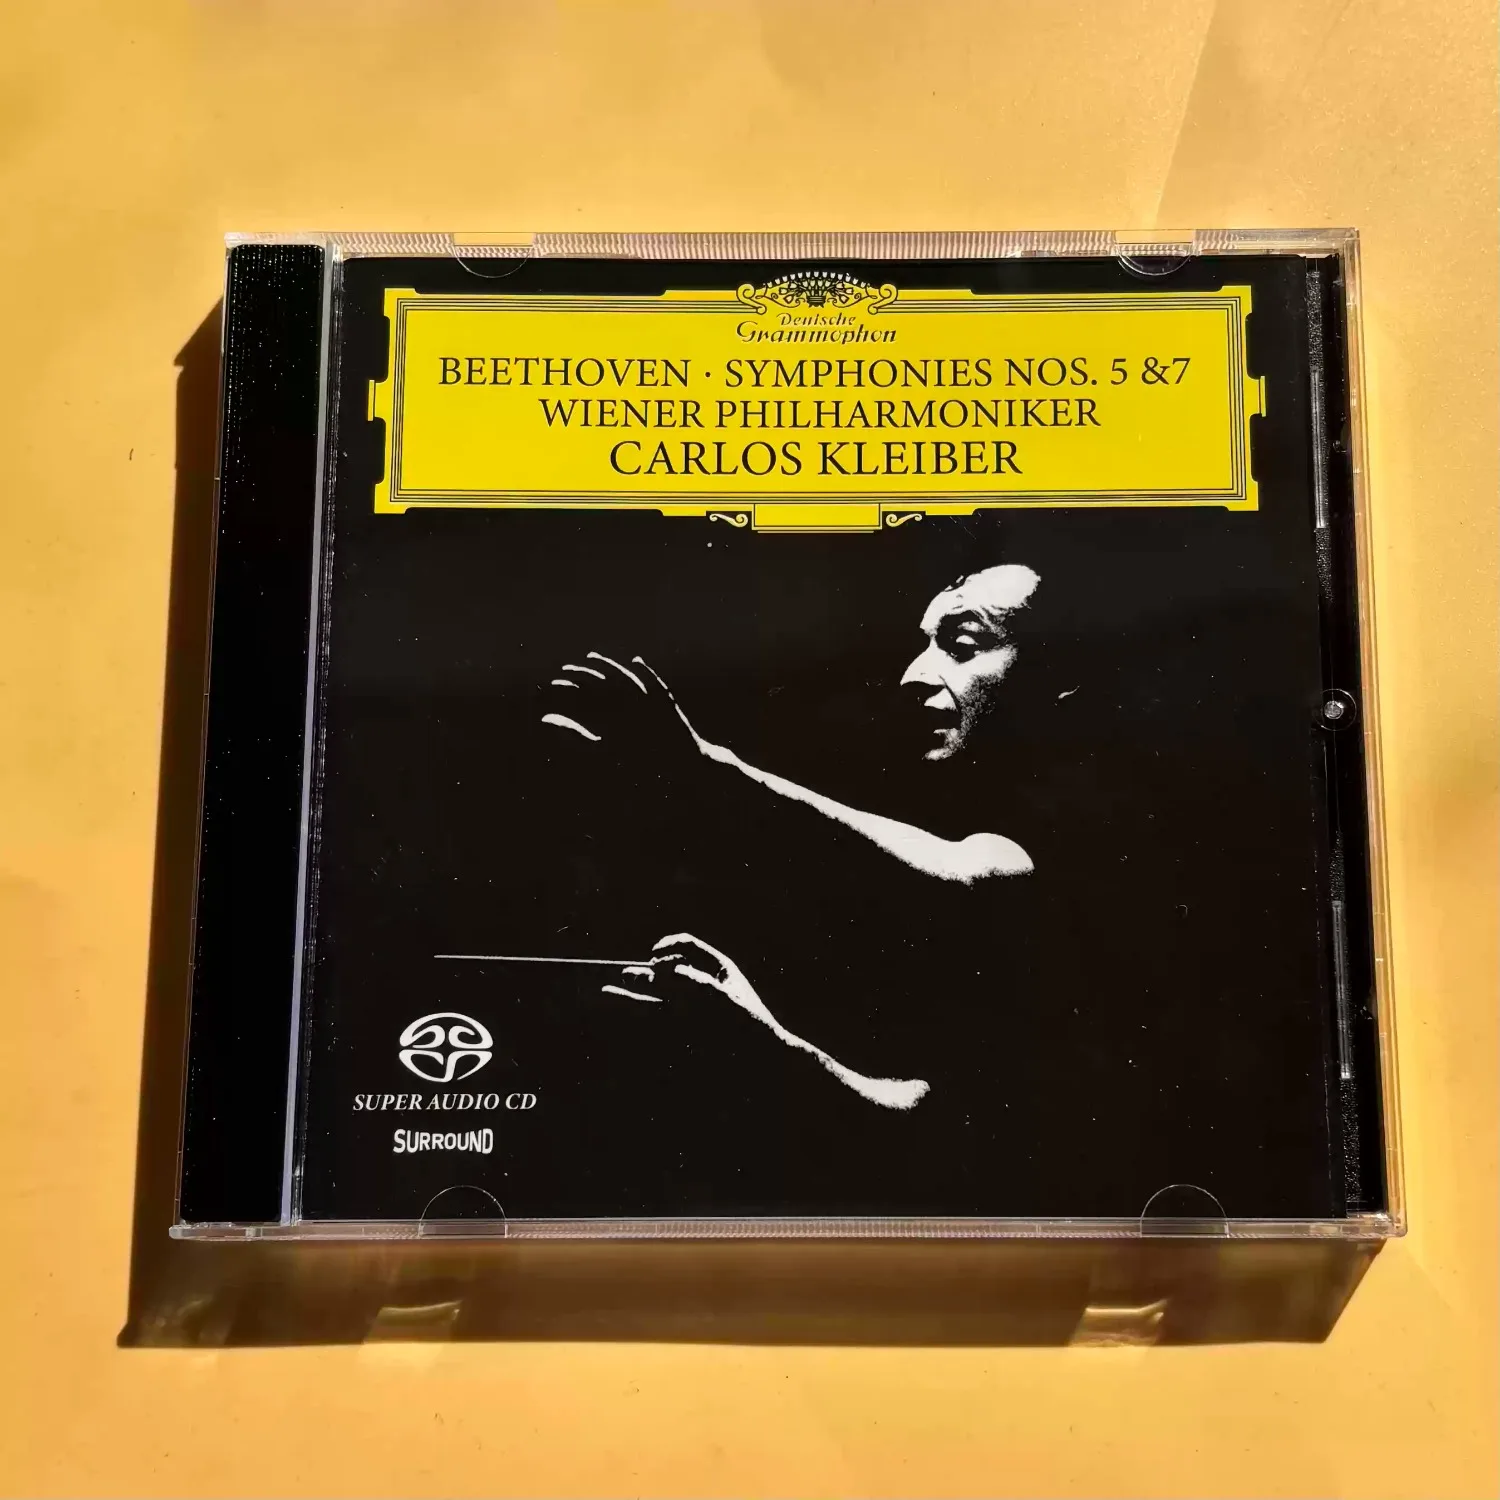 Deutsche
Grammophon
BEETHOVEN · SYMPHONIES NOS. 5 &7
WIENER PHILHARMONIKER
CARLOS KLEIBER
SUPER AUDIO CD
SURROUND